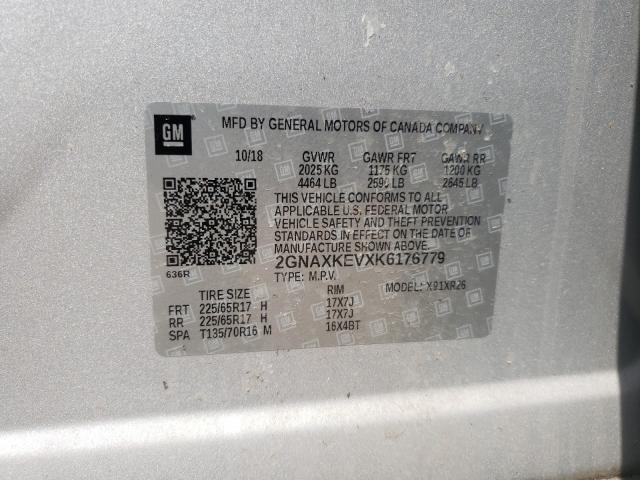 GM
MFD BY GENERAL MOTORS OF CANADA COMPANY
10/18 GVWR GAWR FRT GAWR RR
2025 KG 1175 KG 1200 KG
4464 LB 2590 LB 2645 LB
THIS VEHICLE CONFORMS TO ALL
APPLICABLE U.S. FEDERAL MOTOR
VEHICLE SAFETY AND THEFT PREVENTION
STANDARDS IN EFFECT ON THE DATE OF
MANUFACTURE SHOWN ABOVE.
2GNAXKEVXK6176779
636R
TYPE: M.P.V. MODEL: X91XR26
TIRE SIZE RIM
FRT 225/65R17 H 17X7J
RR 225/65R17 H 17X7J
SPA T135/70R16 M 16X4BT